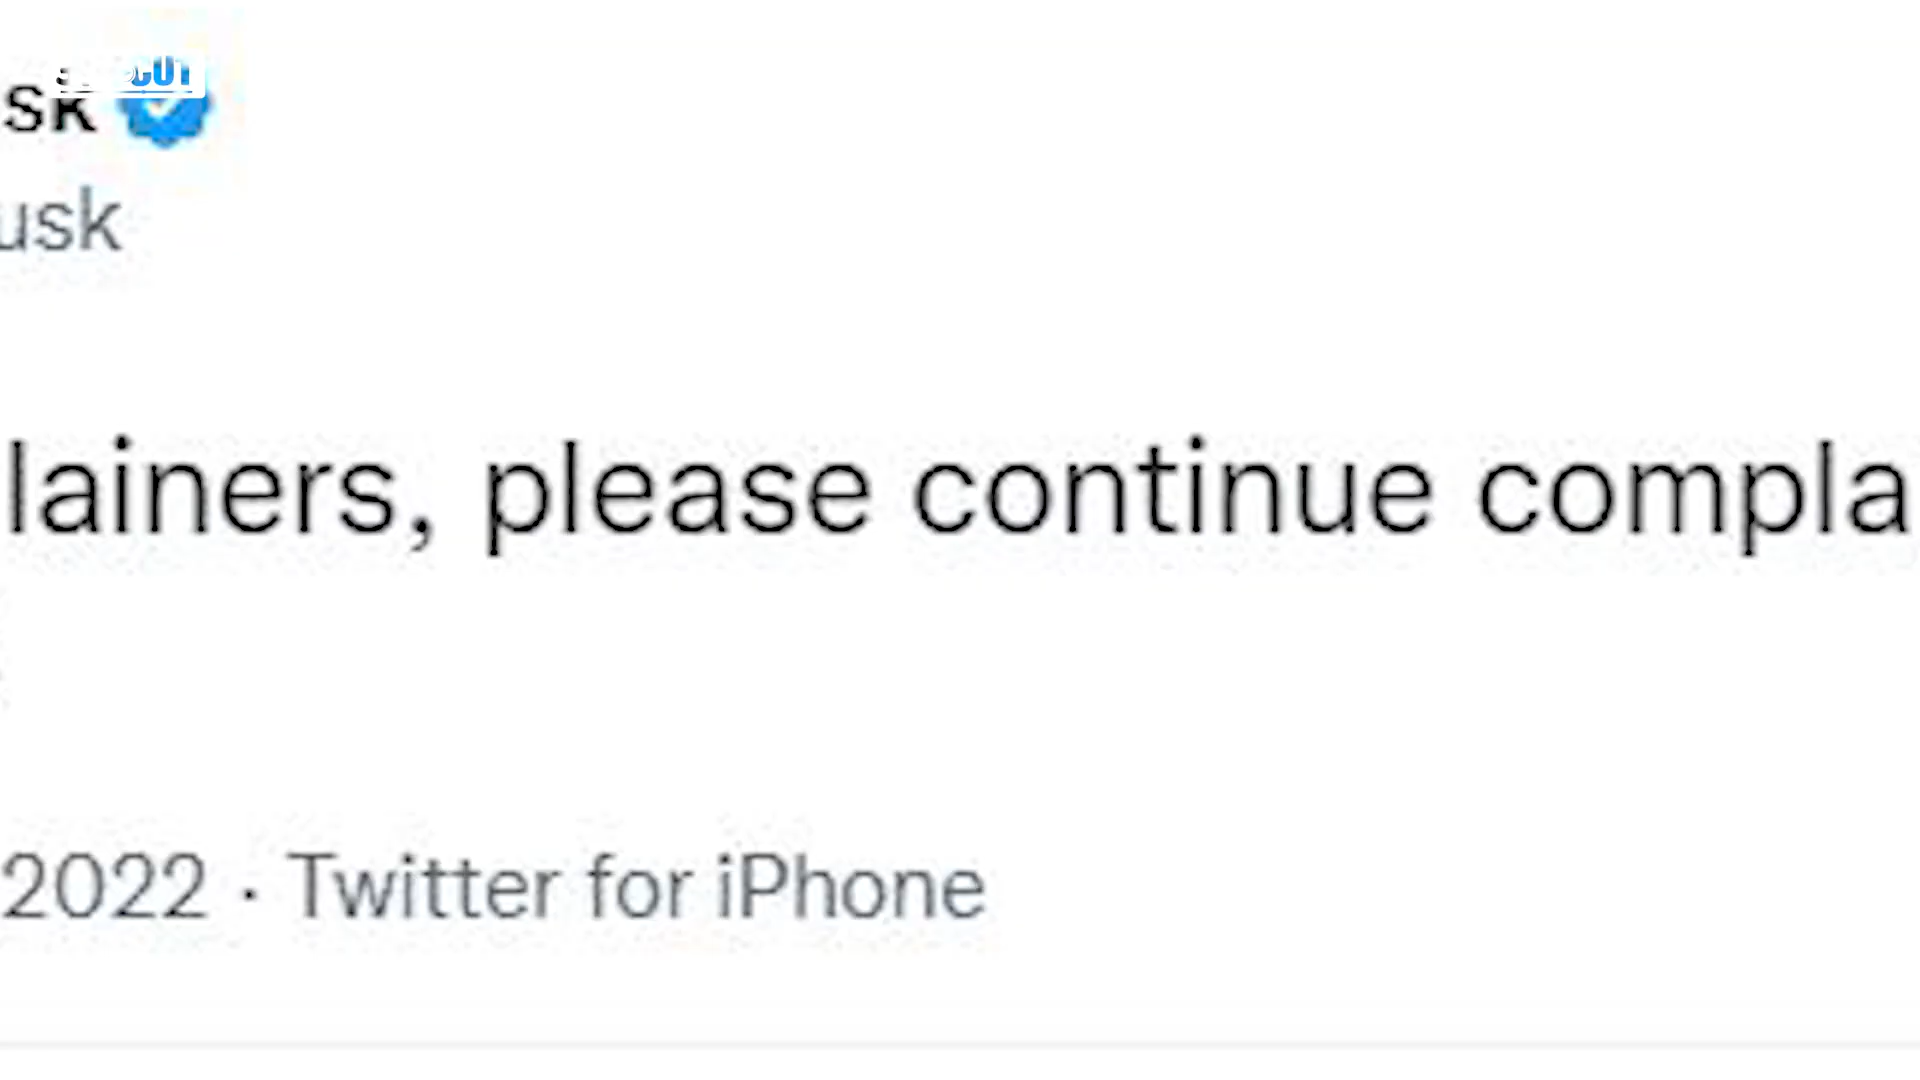 sk
usk
lainers, please continue compla
2022 · Twitter for iPhone